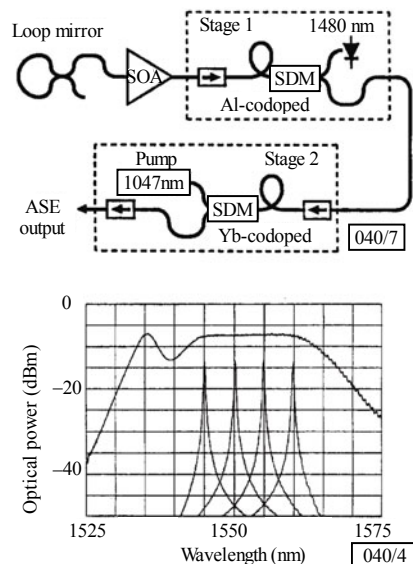 Loop mirror
SOA
Stage 1
1480 nm
SDM
Al-codoped
Pump
1047nm
Stage 2
SDM
ASE
output
Yb-codoped
040/7
Optical power (dBm)
0
−20
−40
1525
1550
1575
Wavelength (nm)
040/4